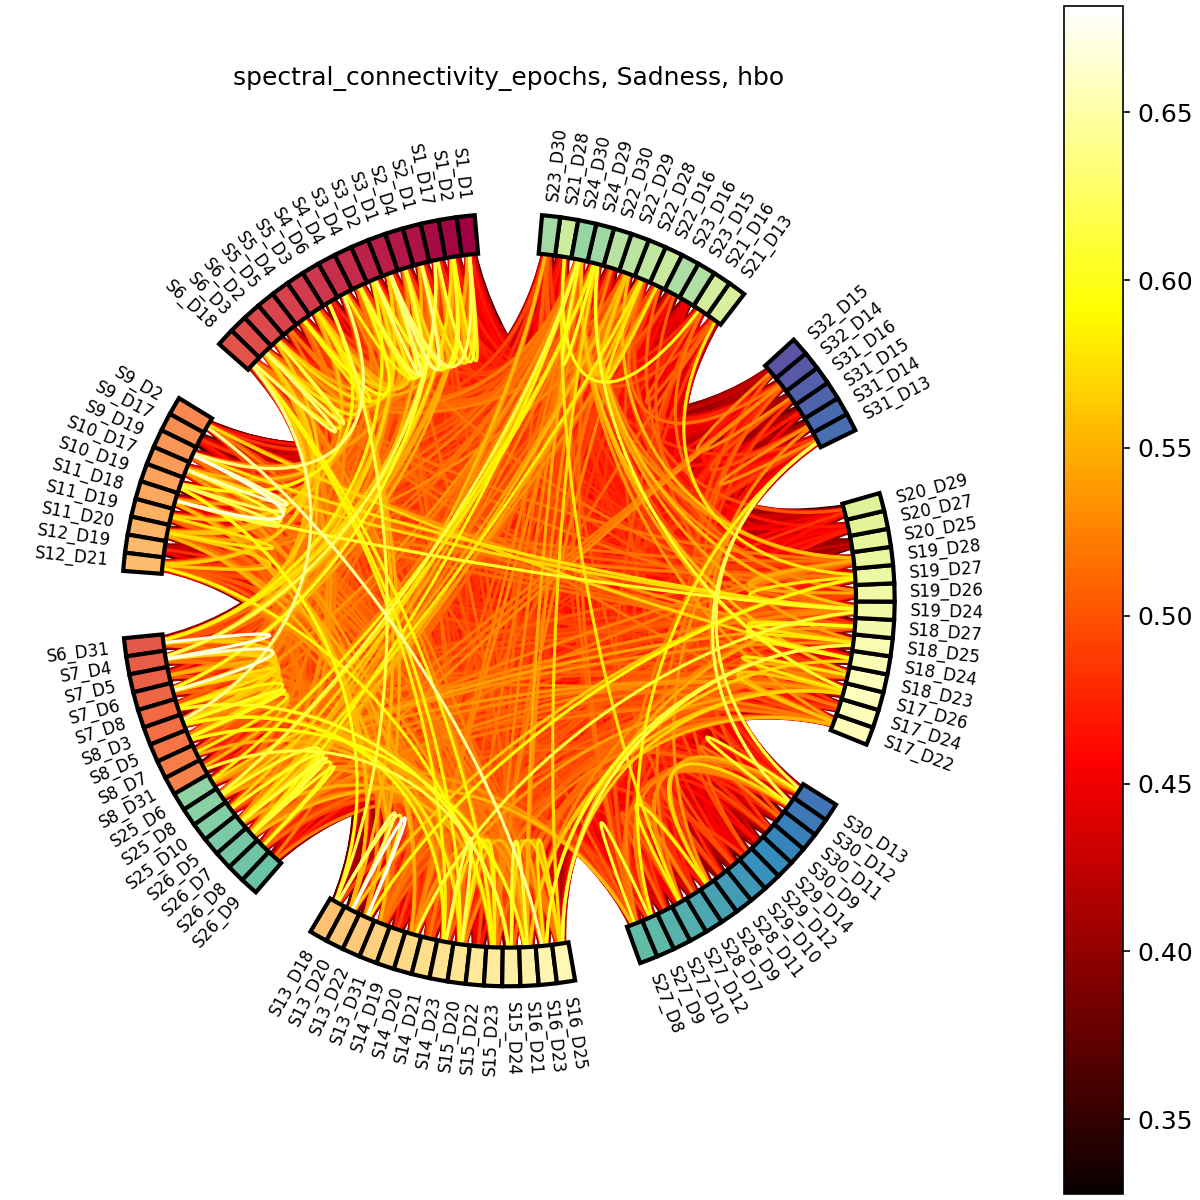 spectral_connectivity_epochs, Sadness, hbo
S1_D1
S1_D2
S1_D17
S2_D1
S2_D4
S3_D1
S3_D2
S3_D4
S4_D4
S4_D6
S5_D3
S5_D4
S5_D5
S6_D2
S6_D3
S6_D18
S9_D2
S9_D17
S9_D19
S10_D17
S10_D19
S11_D18
S11_D19
S11_D20
S12_D19
S12_D21
S6_D31
S7_D4
S7_D5
S7_D6
S7_D8
S8_D3
S8_D5
S8_D7
S8_D31
S25_D6
S25_D8
S25_D10
S26_D5
S26_D7
S26_D8
S26_D9
S13_D18
S13_D20
S13_D22
S13_D31
S14_D19
S14_D20
S14_D21
S14_D23
S15_D20
S15_D22
S15_D23
S15_D24
S16_D21
S16_D23
S16_D25
S27_D8
S27_D9
S27_D10
S27_D12
S28_D7
S28_D9
S28_D11
S29_D10
S29_D12
S29_D14
S30_D9
S30_D11
S30_D12
S30_D13
S17_D22
S17_D24
S17_D26
S18_D23
S18_D24
S18_D25
S18_D27
S19_D24
S19_D26
S19_D27
S19_D28
S20_D25
S20_D27
S20_D29
S31_D13
S31_D14
S31_D15
S31_D16
S32_D14
S32_D15
S21_D13
S21_D16
S23_D15
S23_D16
S22_D16
S22_D28
S22_D29
S22_D30
S24_D29
S24_D30
S21_D28
S23_D30
0.65
0.60
0.55
0.50
0.45
0.40
0.35